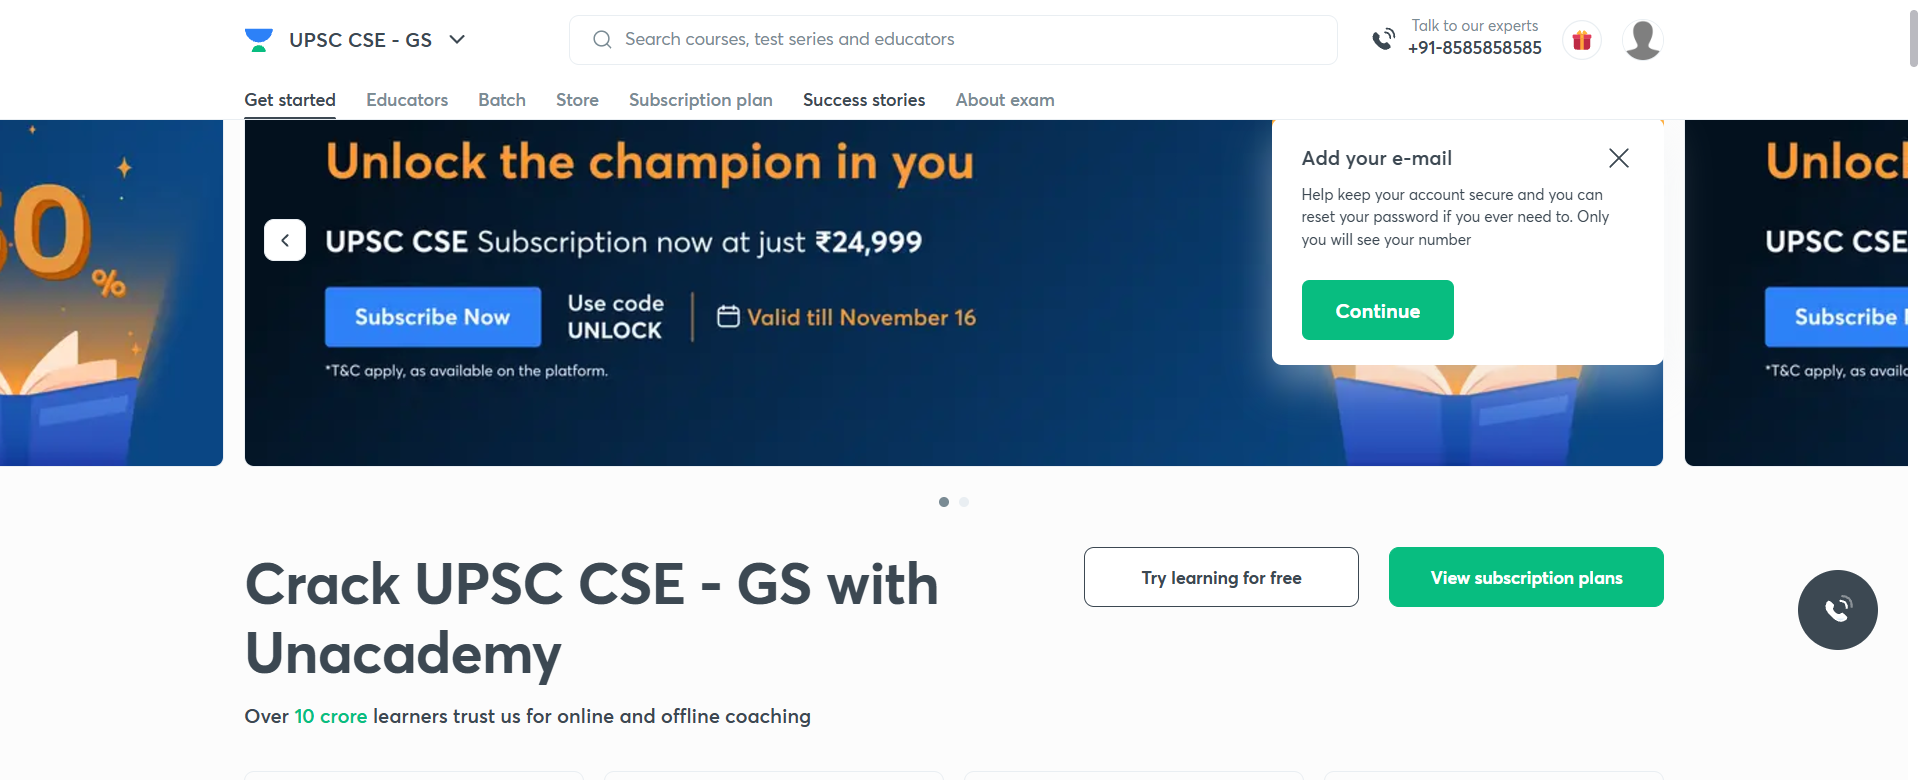 UPSC CSE - GS
Search courses, test series and educators
Talk to our experts
+91-8585858585
Get started
Educators
Batch
Store
Subscription plan
Success stories
About exam
0
%
Unlock the champion in you
UPSC CSE Subscription now at just ₹24,999
Subscribe Now
Use code
UNLOCK
Valid till November 16
*T&C apply, as available on the platform.
Add your e-mail
Help keep your account secure and you can
reset your password if you ever need to. Only
you will see your number
Continue
Unlock
UPSC CSE
Subscribe
*T&C apply, as
Crack UPSC CSE - GS with
Unacademy
Try learning for free
View subscription plans
Over 10 crore learners trust us for online and offline coaching